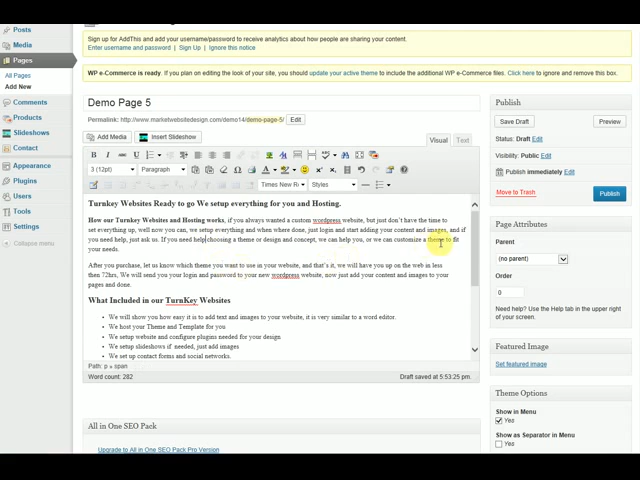 Posts
Media
Pages
All Pages
Add New
Comments
Products
Slideshows
Contact
Appearance
Plugins
Users
Tools
Settings
Collapse menu
Sign up for AddThis and add your username/password to receive analytics about how people are sharing your content.
Enter username and password | Sign Up | Ignore this notice
WP e-Commerce is ready. If you plan on editing the look of your site, you should update your active theme to include the additional WP e-Commerce files. Click here to ignore and remove this box.
Demo Page 5
Permalink: http://www.marketwebsitedesign.com/demo14/demo-page-5/ Edit
Add Media Insert Slideshow
Visual Text
B I U Paragraph
3 (12pt)
Times New R Styles
Turnkey Websites Ready to go We setup everything for you and Hosting.
How our Turnkey Websites and Hosting works, if you always wanted a custom wordpress website, but just don't have the time to
set everything up, well now you can, we setup everything and when where done, just login and start adding your content and images, and if
you need help, just ask us. If you need help choosing a theme or design and concept, we can help you, or we can customize a theme to fit
your needs.
After you purchase, let us know which theme you want to use in your website, and that's it, we will have you up on the web in less
then 72hrs, We will send you your login and password to your new wordpress website, now just add your content and images to your
pages and done.
What Included in our TurnKey Websites
We will show you how easy it is to add text and images to your website, it is very similar to a word editor.
We host your Theme and Template for you
We setup website and configure plugins needed for your design
We setup slideshows if needed, just add images
We set up contact forms and social networks.
Path: p » span
Word count: 282 Draft saved at 5:53:25 pm.
All in One SEO Pack
Upgrade to All in One SEO Pack Pro Version
Publish
Save Draft Preview
Status: Draft Edit
Visibility: Public Edit
Publish immediately Edit
Move to Trash Publish
Page Attributes
Parent
(no parent)
Order
0
Need help? Use the Help tab in the upper right
of your screen.
Featured Image
Set featured image
Theme Options
Show in Menu
Yes
Show as Separator in Menu
Yes